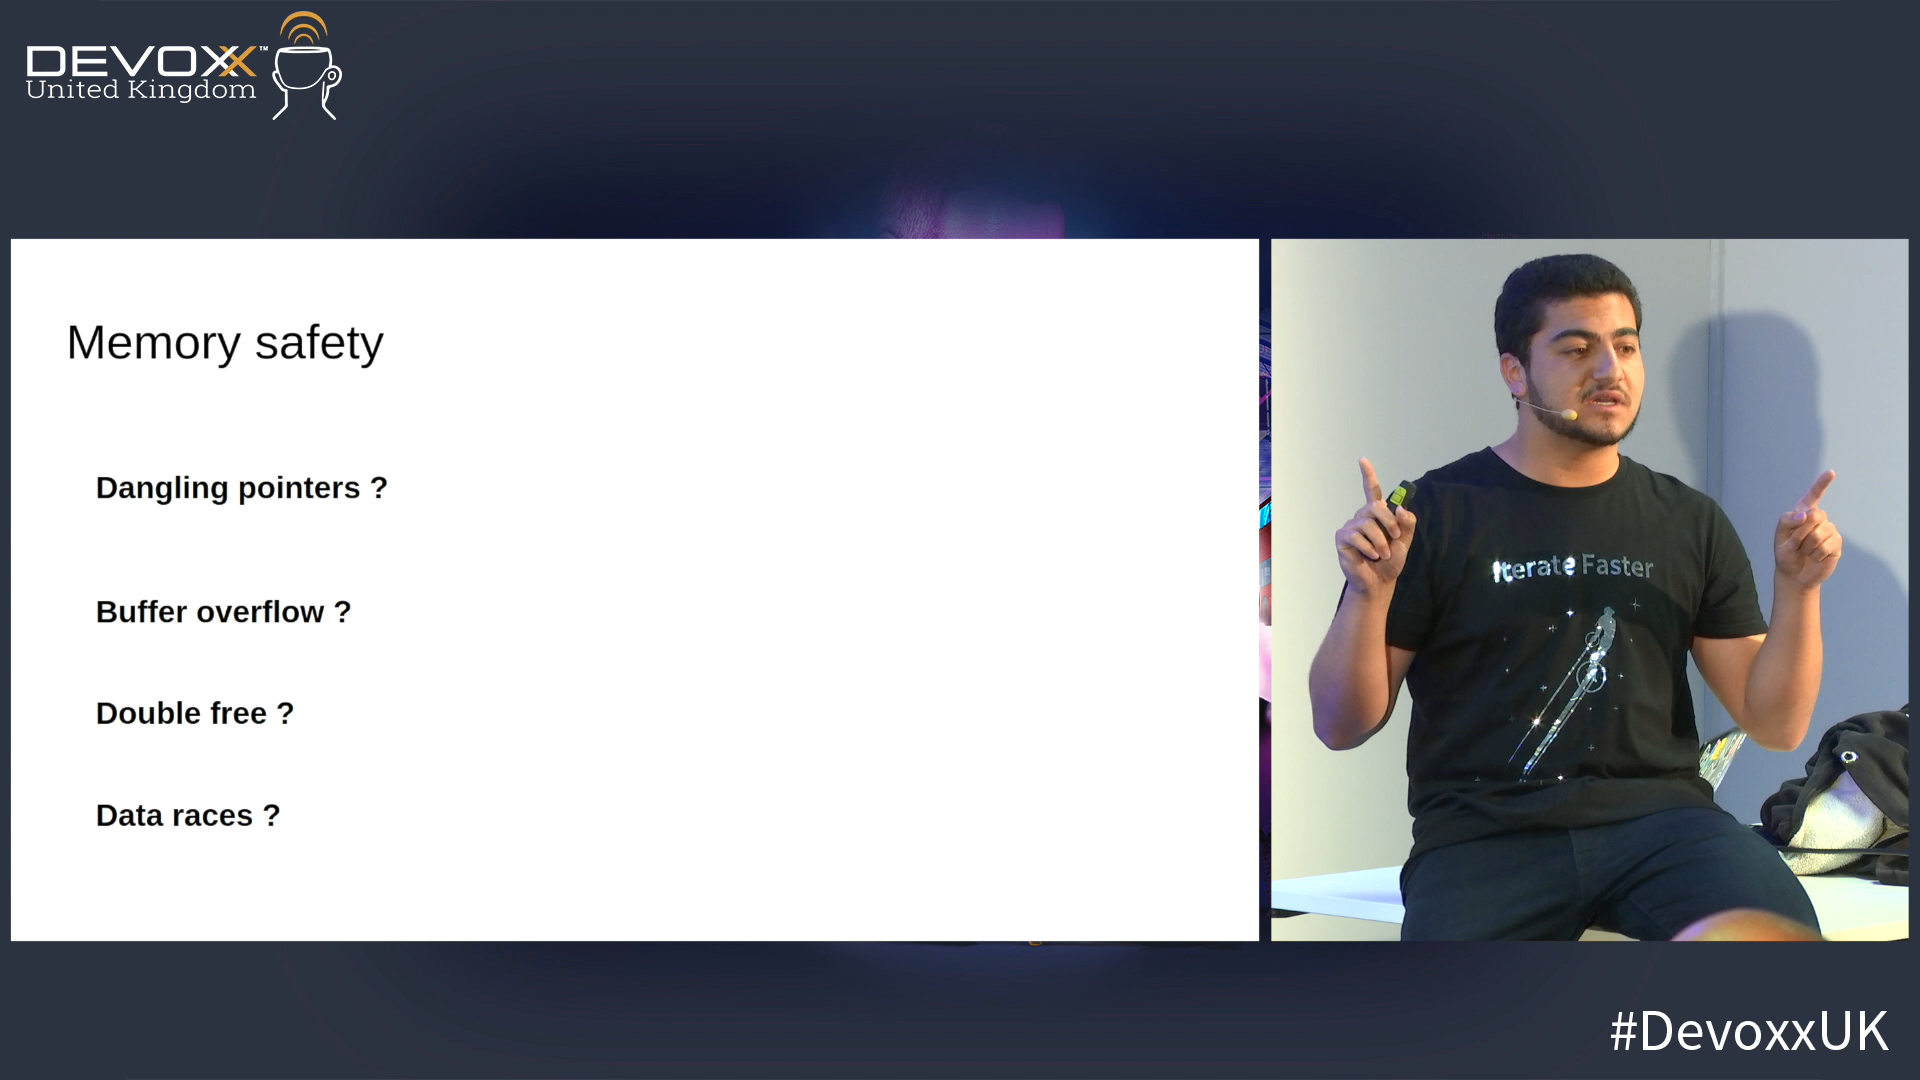 DEVOXX™
United Kingdom
Memory safety
Dangling pointers ?
Buffer overflow ?
Double free ?
Data races ?
Iterate Faster
#DevoxxUK